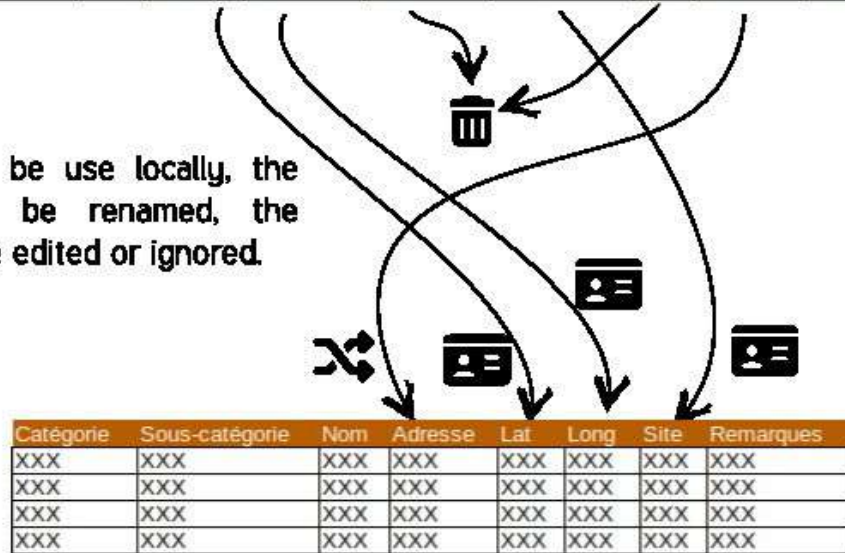 be use locally, the
be renamed, the
edited or ignored.
Catégorie Sous-catégorie Nom Adresse Lat Long Site Remarques
XXX XXX XXX XXX XXX XXX XXX XXX
XXX XXX XXX XXX XXX XXX XXX XXX
XXX XXX XXX XXX XXX XXX XXX XXX
XXX XXX XXX XXX XXX XXX XXX XXX